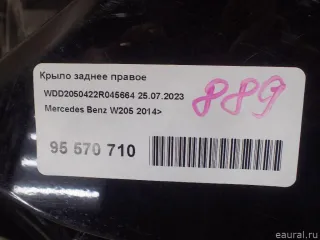 Крыло заднее правое
WDD2050422R045664 25.07.2023
Mercedes Benz W205 2014>
889
95 570 710
eaural.ru